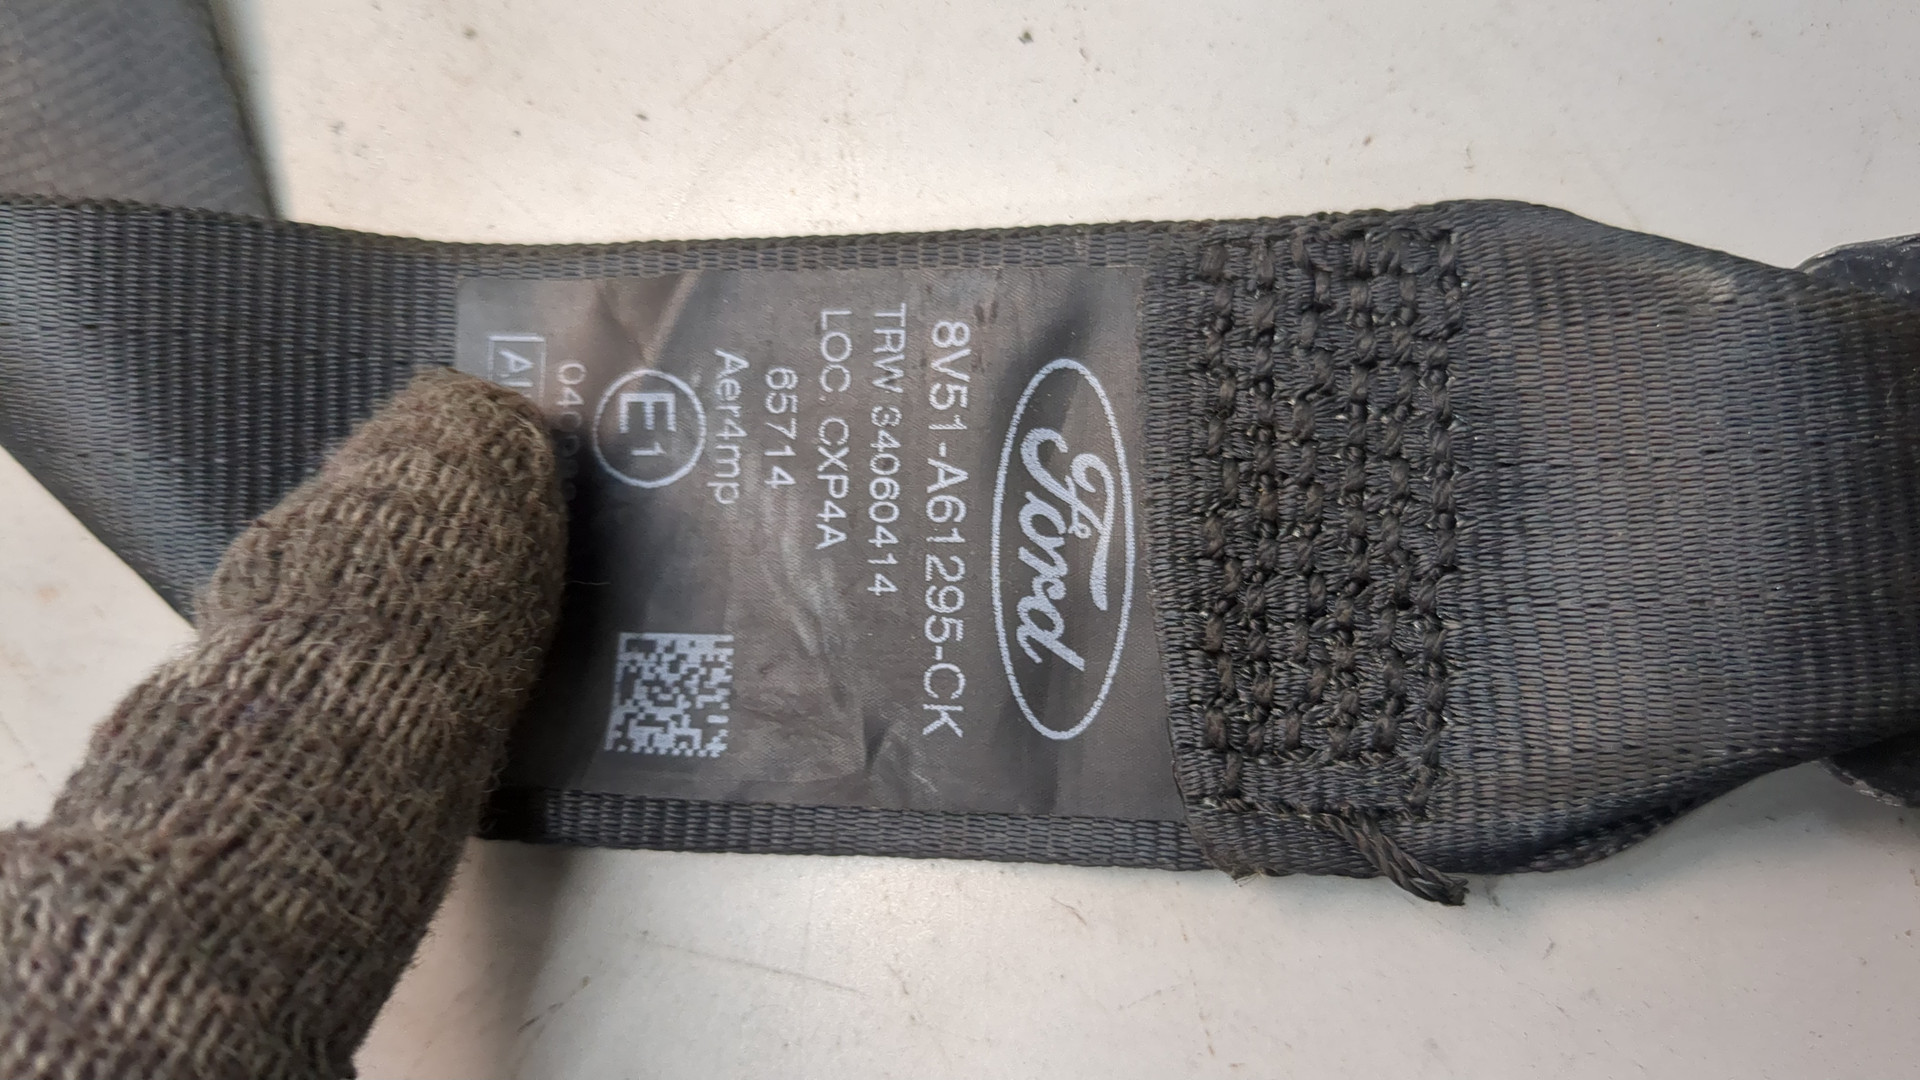 Ford
8V51-A61295-CK
TRW 34060414
LOC. CXP4A
65714
Aer4mp
E1